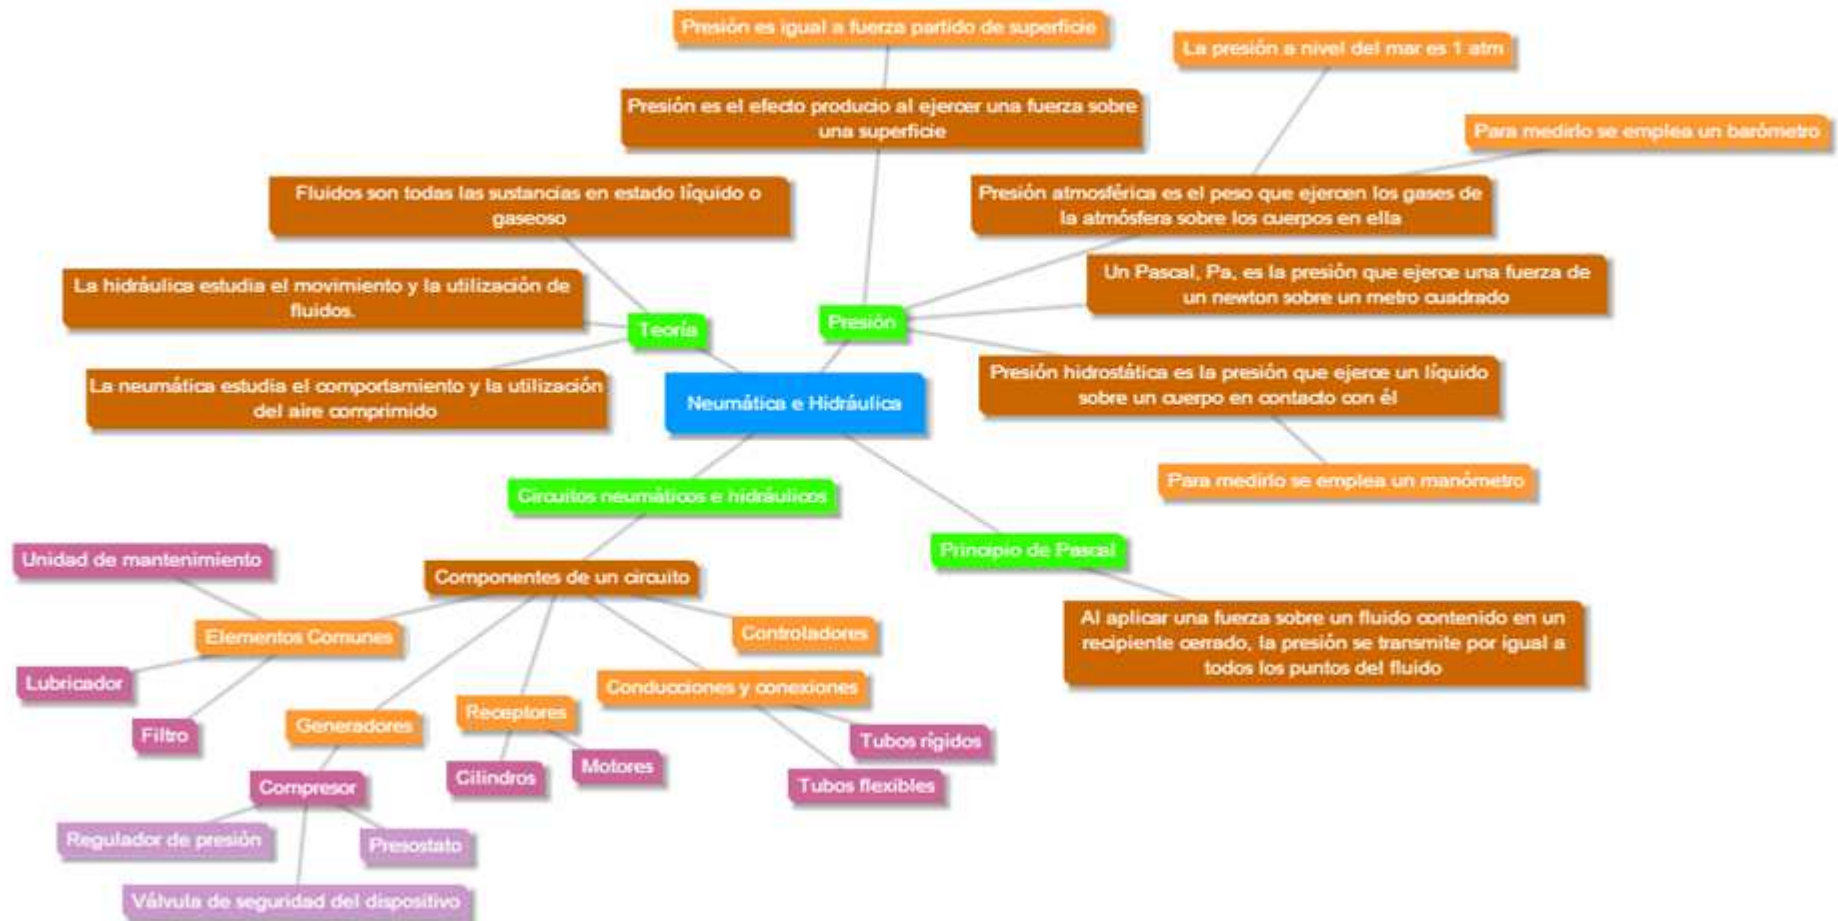 Presión es igual a fuerza partido de superficie
La presión a nivel del mar es 1 atm
Presión es el efecto producio al ejercer una fuerza sobre
una superficie
Para medirlo se emplea un barómetro
Fluidos son todas las sustancias en estado líquido o
gaseoso
Presión atmosférica es el peso que ejercen los gases de
la atmósfera sobre los cuerpos en ella
La hidráulica estudia el movimiento y la utilización de
fluidos.
Un Pascal, Pa, es la presión que ejerce una fuerza de
un newton sobre un metro cuadrado
Teoría
Presión
La neumática estudia el comportamiento y la utilización
del aire comprimido
Neumática e Hidráulica
Presión hidrostática es la presión que ejerce un líquido
sobre un cuerpo en contacto con él
Para medirlo se emplea un manómetro
Circuitos neumáticos e hidráulicos
Principio de Pascal
Unidad de mantenimiento
Componentes de un circuito
Al aplicar una fuerza sobre un fluido contenido en un
recipiente cerrado, la presión se transmite por igual a
todos los puntos del fluido
Elementos Comunes
Controladores
Lubricador
Conducciones y conexiones
Filtro
Generadores
Receptores
Tubos rígidos
Compresor
Cilindros
Motores
Tubos flexibles
Regulador de presión
Presostato
Válvula de seguridad del dispositivo